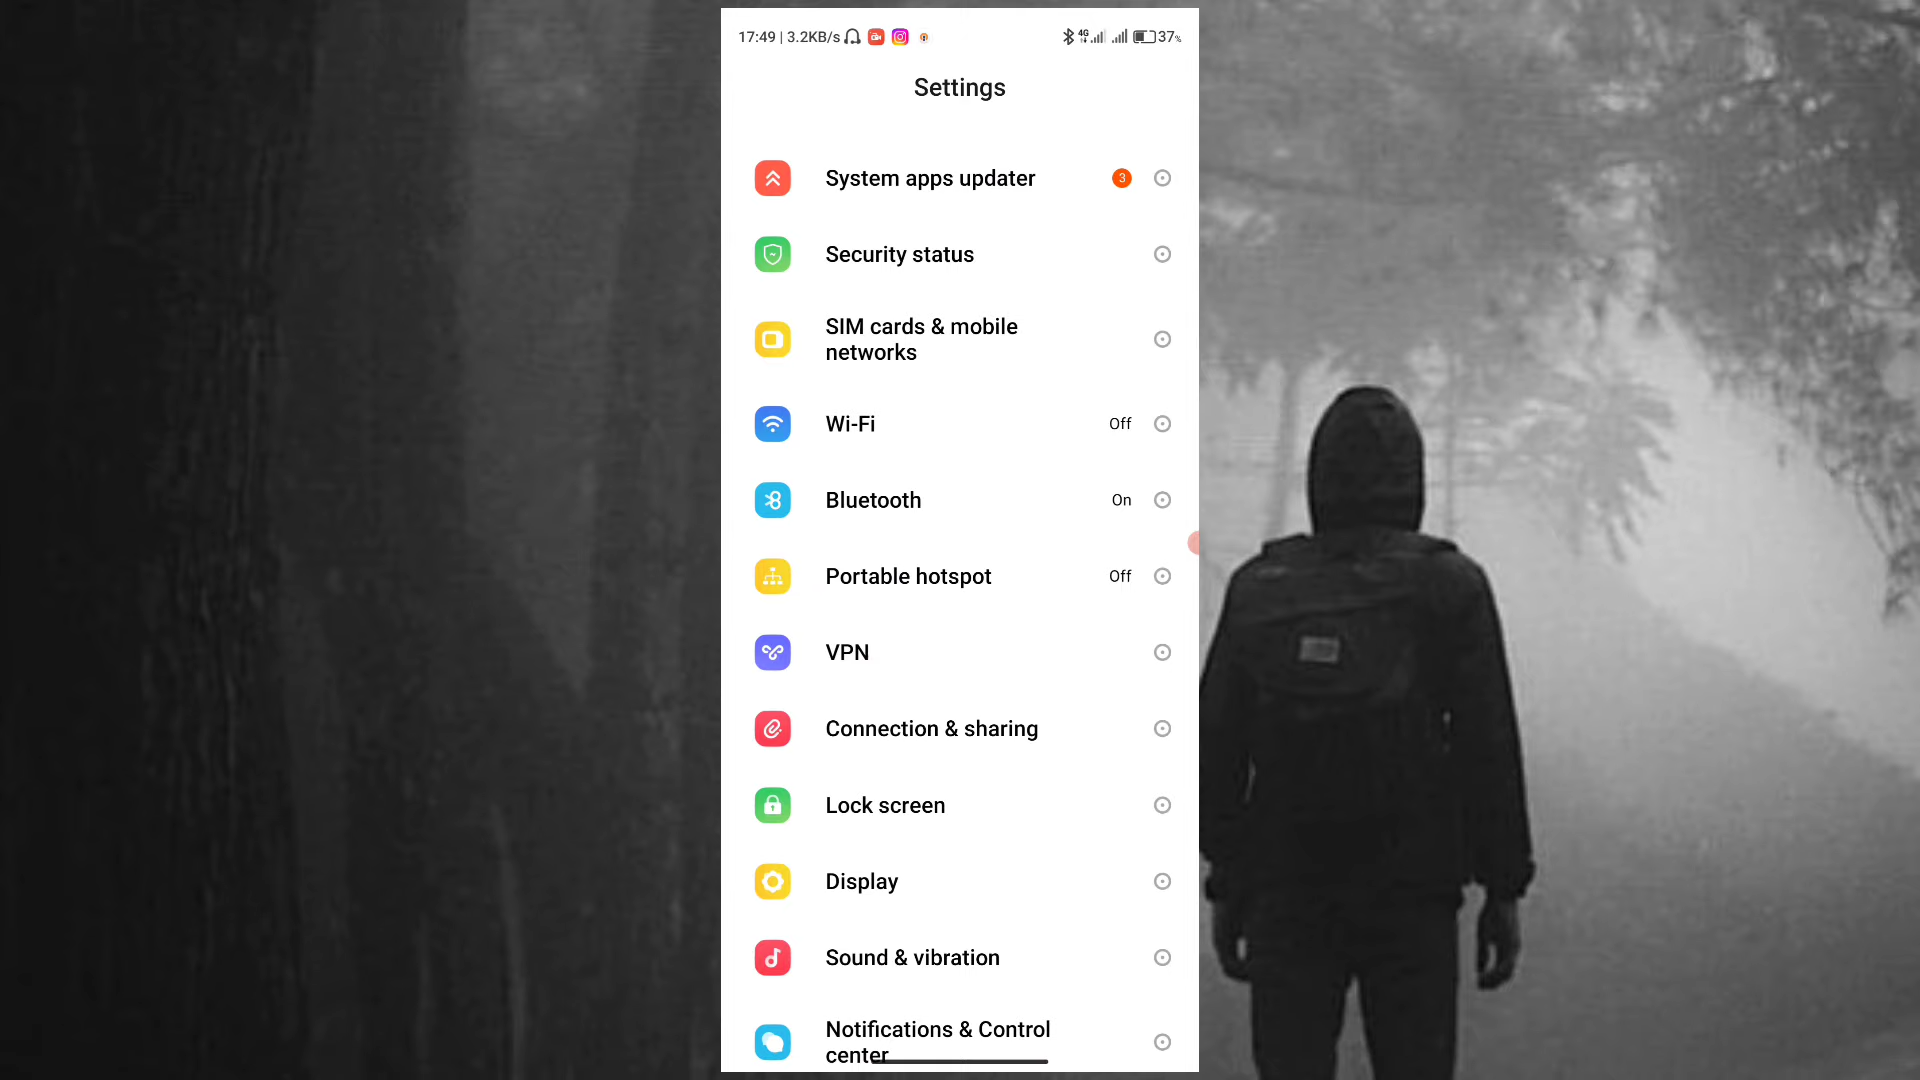 17:49 | 3.2KB/s
4G
37%
Settings
System apps updater
3
Security status
SIM cards & mobile
networks
Wi-Fi
Off
Bluetooth
On
Portable hotspot
Off
VPN
Connection & sharing
Lock screen
Display
Sound & vibration
Notifications & Control
center